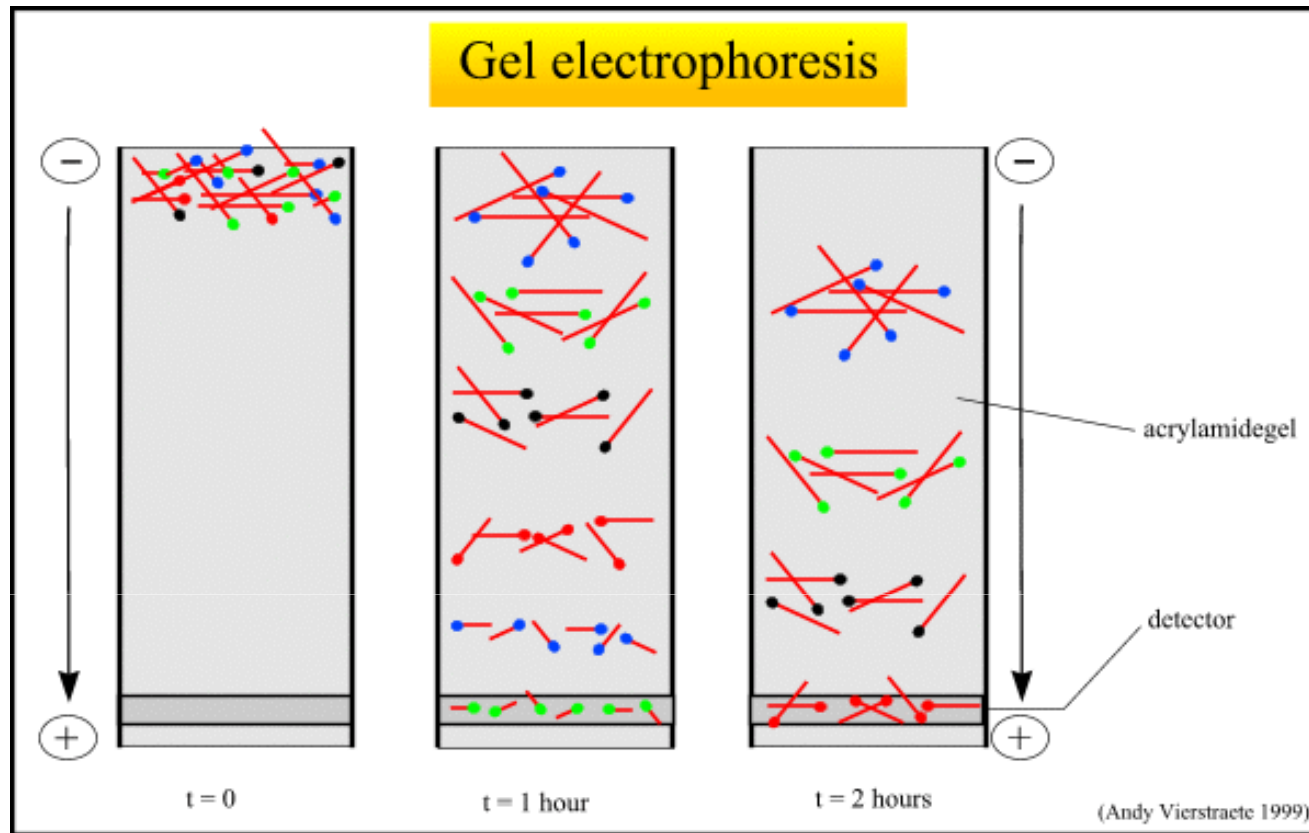 Gel electrophoresis
−
−
acrylamidegel
detector
+
+
t = 0
t = 1 hour
t = 2 hours
(Andy Vierstraete 1999)